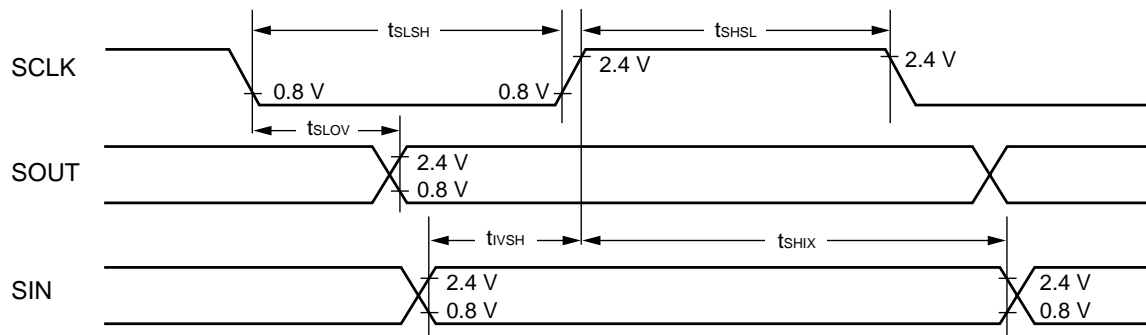 tSLSH
tSHSL
SCLK
2.4 V
2.4 V
0.8 V
0.8 V
tSLOV
SOUT
2.4 V
0.8 V
tIVSH
tSHIX
SIN
2.4 V
2.4 V
0.8 V
0.8 V